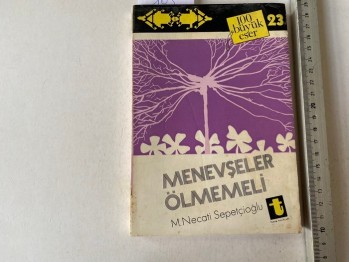 100
büyük
eser
23
MENEVŞELER
ÖLMEMELİ
M. Necati Sepetçioğlu
t